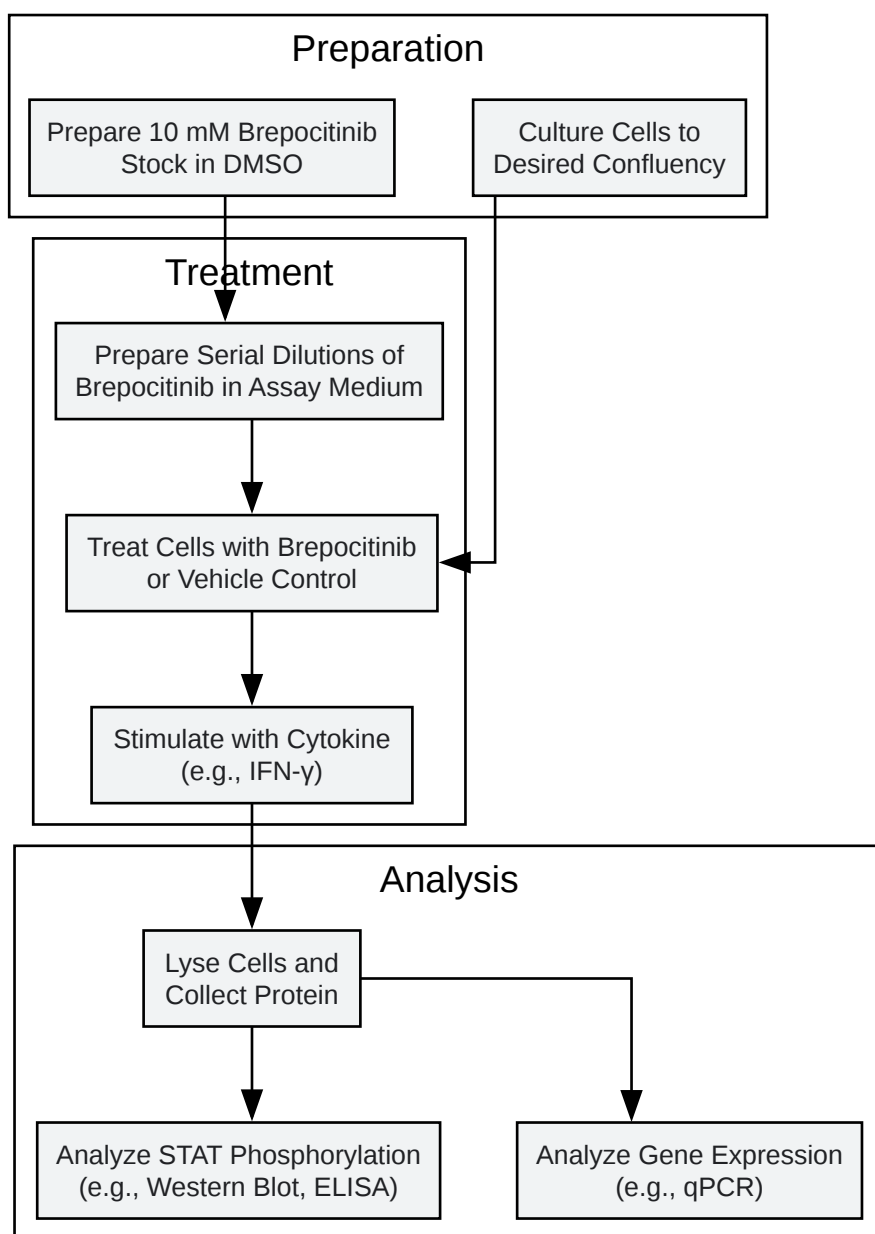 Preparation
Prepare 10 mM Brepocitinib
Stock in DMSO
Culture Cells to
Desired Confluency
Treatment
Prepare Serial Dilutions of
Brepocitinib in Assay Medium
Treat Cells with Brepocitinib
or Vehicle Control
Stimulate with Cytokine
(e.g., IFN-γ)
Analysis
Lyse Cells and
Collect Protein
Analyze STAT Phosphorylation
(e.g., Western Blot, ELISA)
Analyze Gene Expression
(e.g., qPCR)